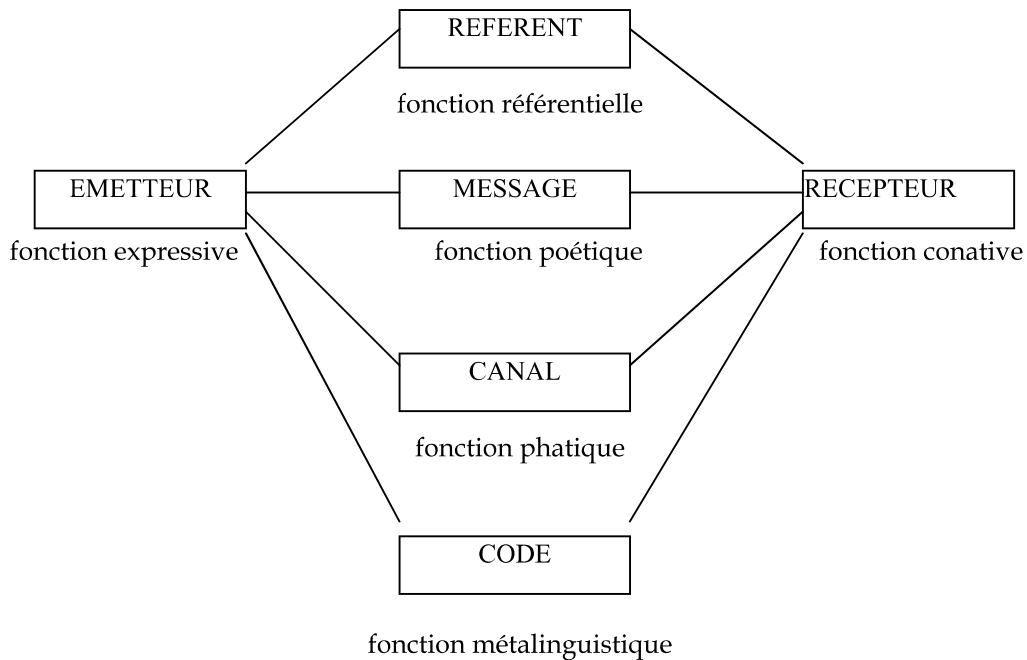 REFERENT
fonction référentielle
EMETTEUR
MESSAGE
RECEPTEUR
fonction expressive
fonction poétique
fonction conative
CANAL
fonction phatique
CODE
fonction métalinguistique